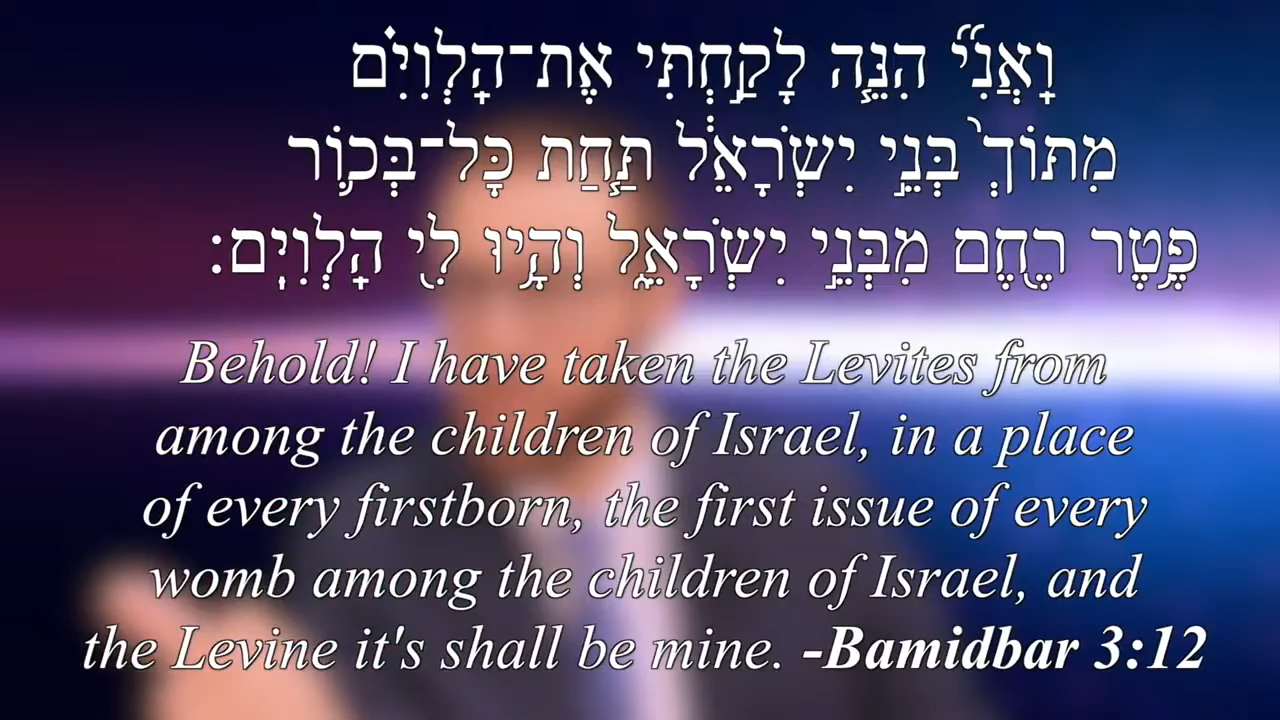 וַאֲנִ֞י הִנֵּ֧ה לָקַ֣חְתִּי אֶת־הַלְוִיִּ֗ם
מִתּוֹךְ֙ בְּנֵ֣י יִשְׂרָאֵ֔ל תַּ֧חַת כָּל־בְּכ֛וֹר
פֶּ֥טֶר רֶ֖חֶם מִבְּנֵ֣י יִשְׂרָאֵ֑ל וְהָ֥יוּ לִ֖י הַלְוִיִּֽם׃
Behold! I have taken the Levites from
among the children of Israel, in a place
of every firstborn, the first issue of every
womb among the children of Israel, and
the Levine it's shall be mine. -Bamidbar 3:12